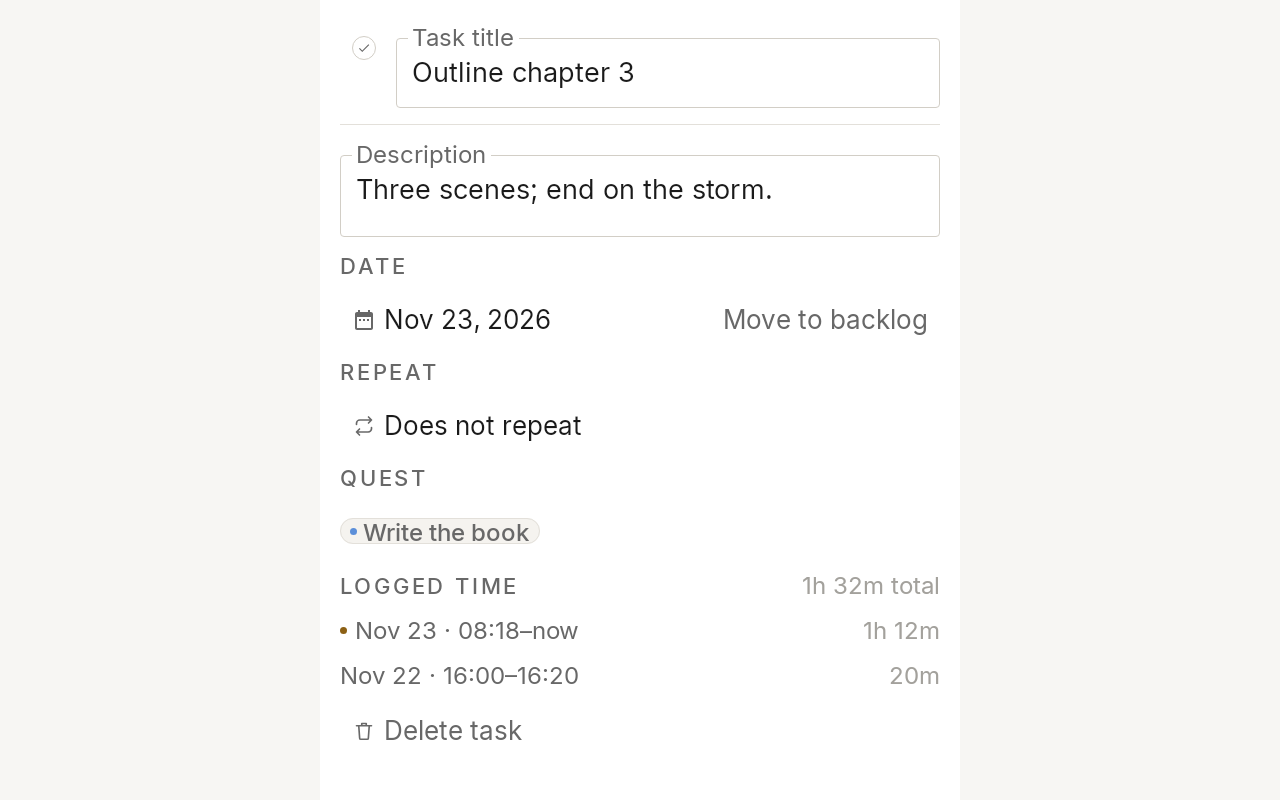 Task title
Outline chapter 3
Description
Three scenes; end on the storm.
DATE
Nov 23, 2026 Move to backlog
REPEAT
Does not repeat
QUEST
Write the book
LOGGED TIME 1h 32m total
Nov 23 · 08:18–now 1h 12m
Nov 22 · 16:00–16:20 20m
Delete task